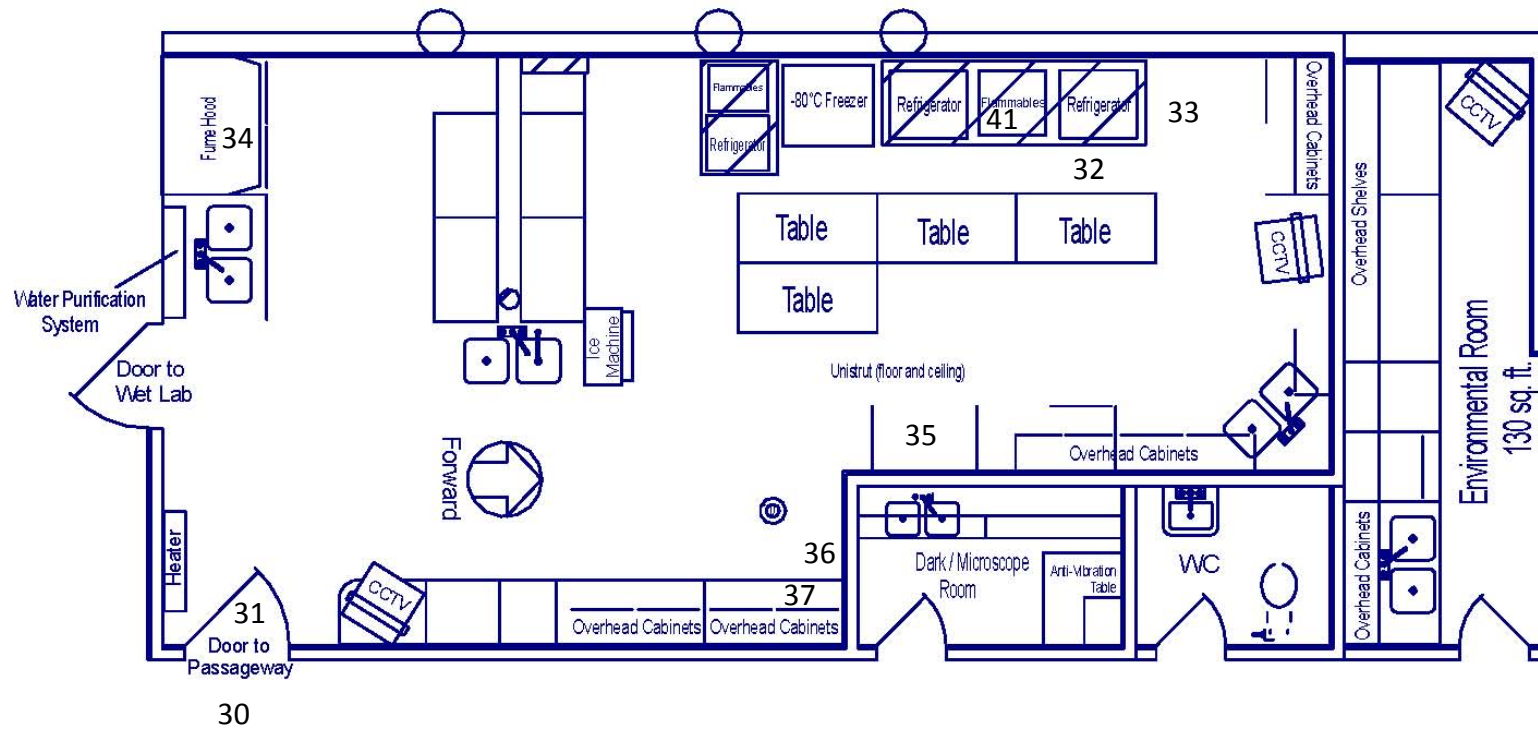 Fume Hood
34
Flammables
Refrigerator
-80°C Freezer
Refrigerator
Flammables
41
Refrigerator
33
32
Overhead Cabinets
CCTV
Overhead Shelves
CCTV
Water Purification
System
Door to
Wet Lab
Table
Table
Table
Table
Ice
Machine
Unistrut (floor and ceiling)
35
Overhead Cabinets
Environmental Room
130 sq. ft.
Forward
Heater
31
Door to
Passageway
30
CCTV
36
37
Overhead Cabinets
Overhead Cabinets
Dark / Microscope
Room
Anti-Vibration
Table
WC
Overhead Cabinets